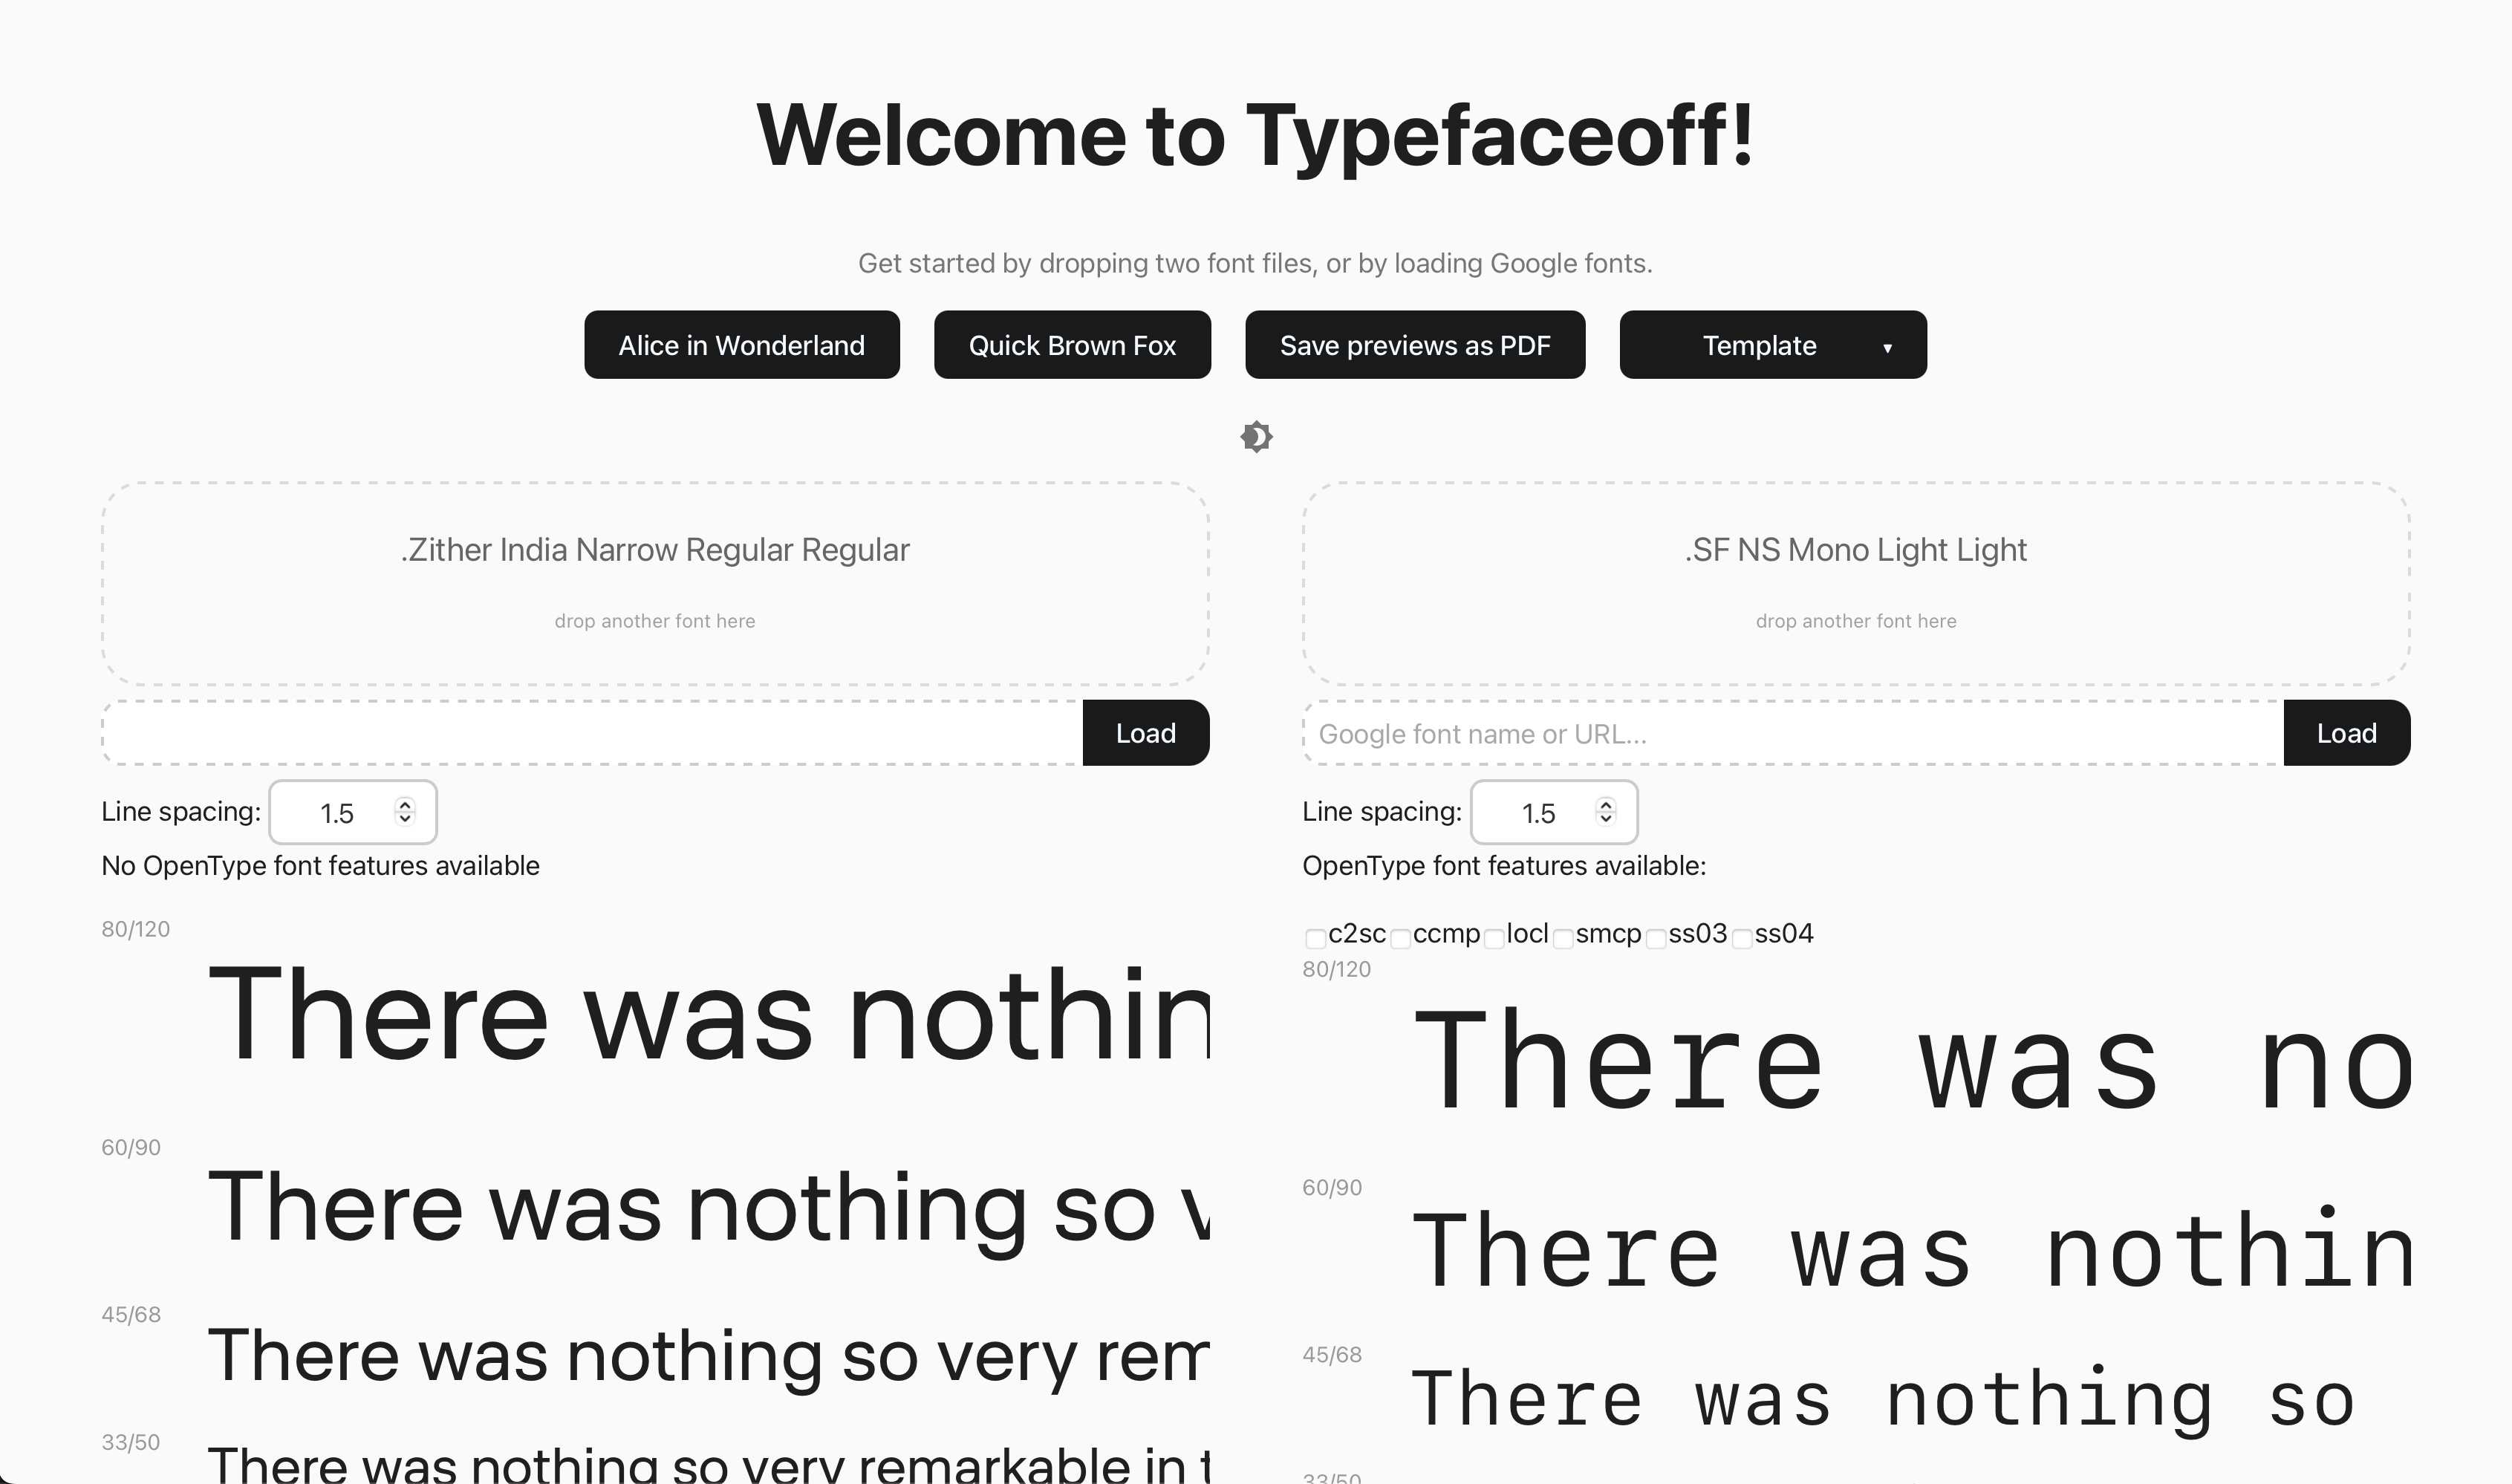 Welcome to Typefaceoff!
Get started by dropping two font files, or by loading Google fonts.
Alice in Wonderland
Quick Brown Fox
Save previews as PDF
Template
.Zither India Narrow Regular Regular
drop another font here
Load
Line spacing: 1.5
No OpenType font features available
80/120
There was nothin
60/90
There was nothing so v
45/68
There was nothing so very rem
33/50
There was nothing so very remarkable in t
.SF NS Mono Light Light
drop another font here
Google font name or URL...
Load
Line spacing: 1.5
OpenType font features available:
c2sc ccmp locl smcp ss03 ss04
80/120
There was no
60/90
There was nothin
45/68
There was nothing so
33/50